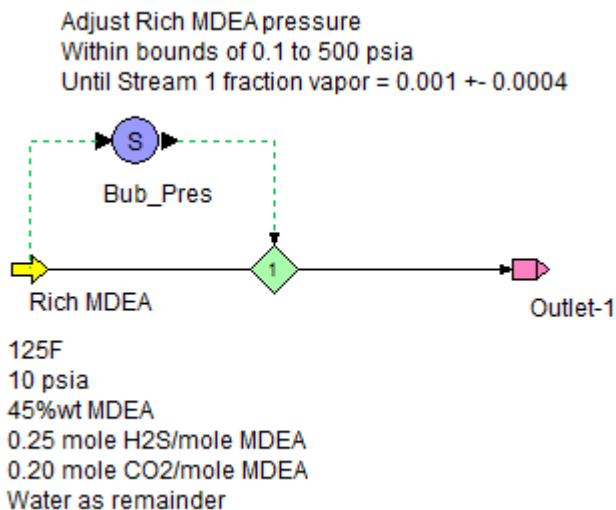 Adjust Rich MDEA pressure
Within bounds of 0.1 to 500 psia
Until Stream 1 fraction vapor = 0.001 +- 0.0004
S
Bub_Pres
1
Rich MDEA
Outlet-1
125F
10 psia
45%wt MDEA
0.25 mole H2S/mole MDEA
0.20 mole CO2/mole MDEA
Water as remainder